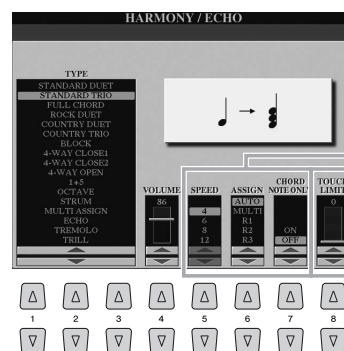 HARMONY / ECHO
TYPE
STANDARD DUET
STANDARD TRIO
FULL CHORD
ROCK DUET
COUNTRY DUET
COUNTRY TRIO
BLOCK
4-WAY CLOSE1
4-WAY CLOSE2
4-WAY OPEN
1+5
OCTAVE
STRUM
MULTI ASSIGN
ECHO
TREMOLO
TRILL
VOLUME
86
SPEED
4
6
8
12
ASSIGN
AUTO
MULTI
R1
R2
R3
CHORD
NOTE ONLY
ON
OFF
TOUCH
LIMIT
0
1 2 3 4 5 6 7 8